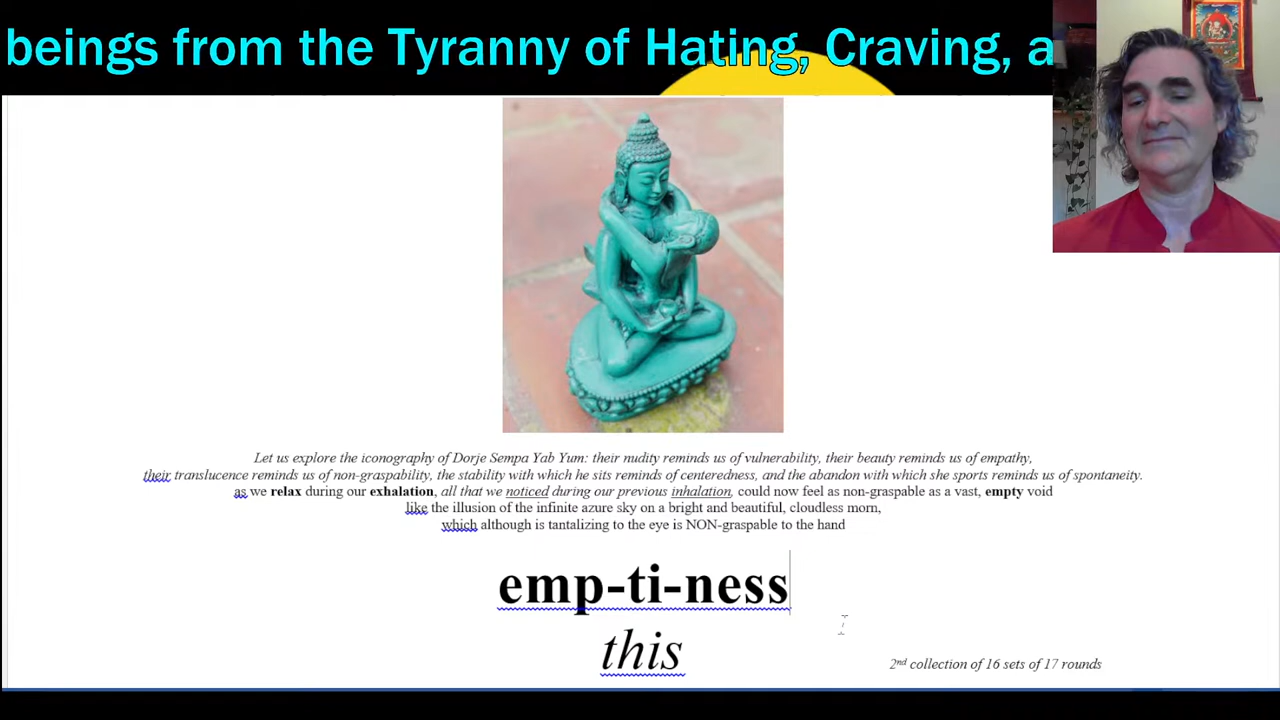 beings from the Tyranny of Hating, Craving, a
Let us explore the iconography of Dorje Sempa Yab Yum: their nudity reminds us of vulnerability, their beauty reminds us of empathy,
their translucence reminds us of non-graspability, the stability with which he sits reminds of centeredness, and the abandon with which she sports reminds us of spontaneity.
as we relax during our exhalation, all that we noticed during our previous inhalation, could now feel as non-graspable as a vast, empty void
like the illusion of the infinite azure sky on a bright and beautiful, cloudless morn,
which although is tantalizing to the eye is NON-graspable to the hand
emp-ti-ness
this
2nd collection of 16 sets of 17 rounds